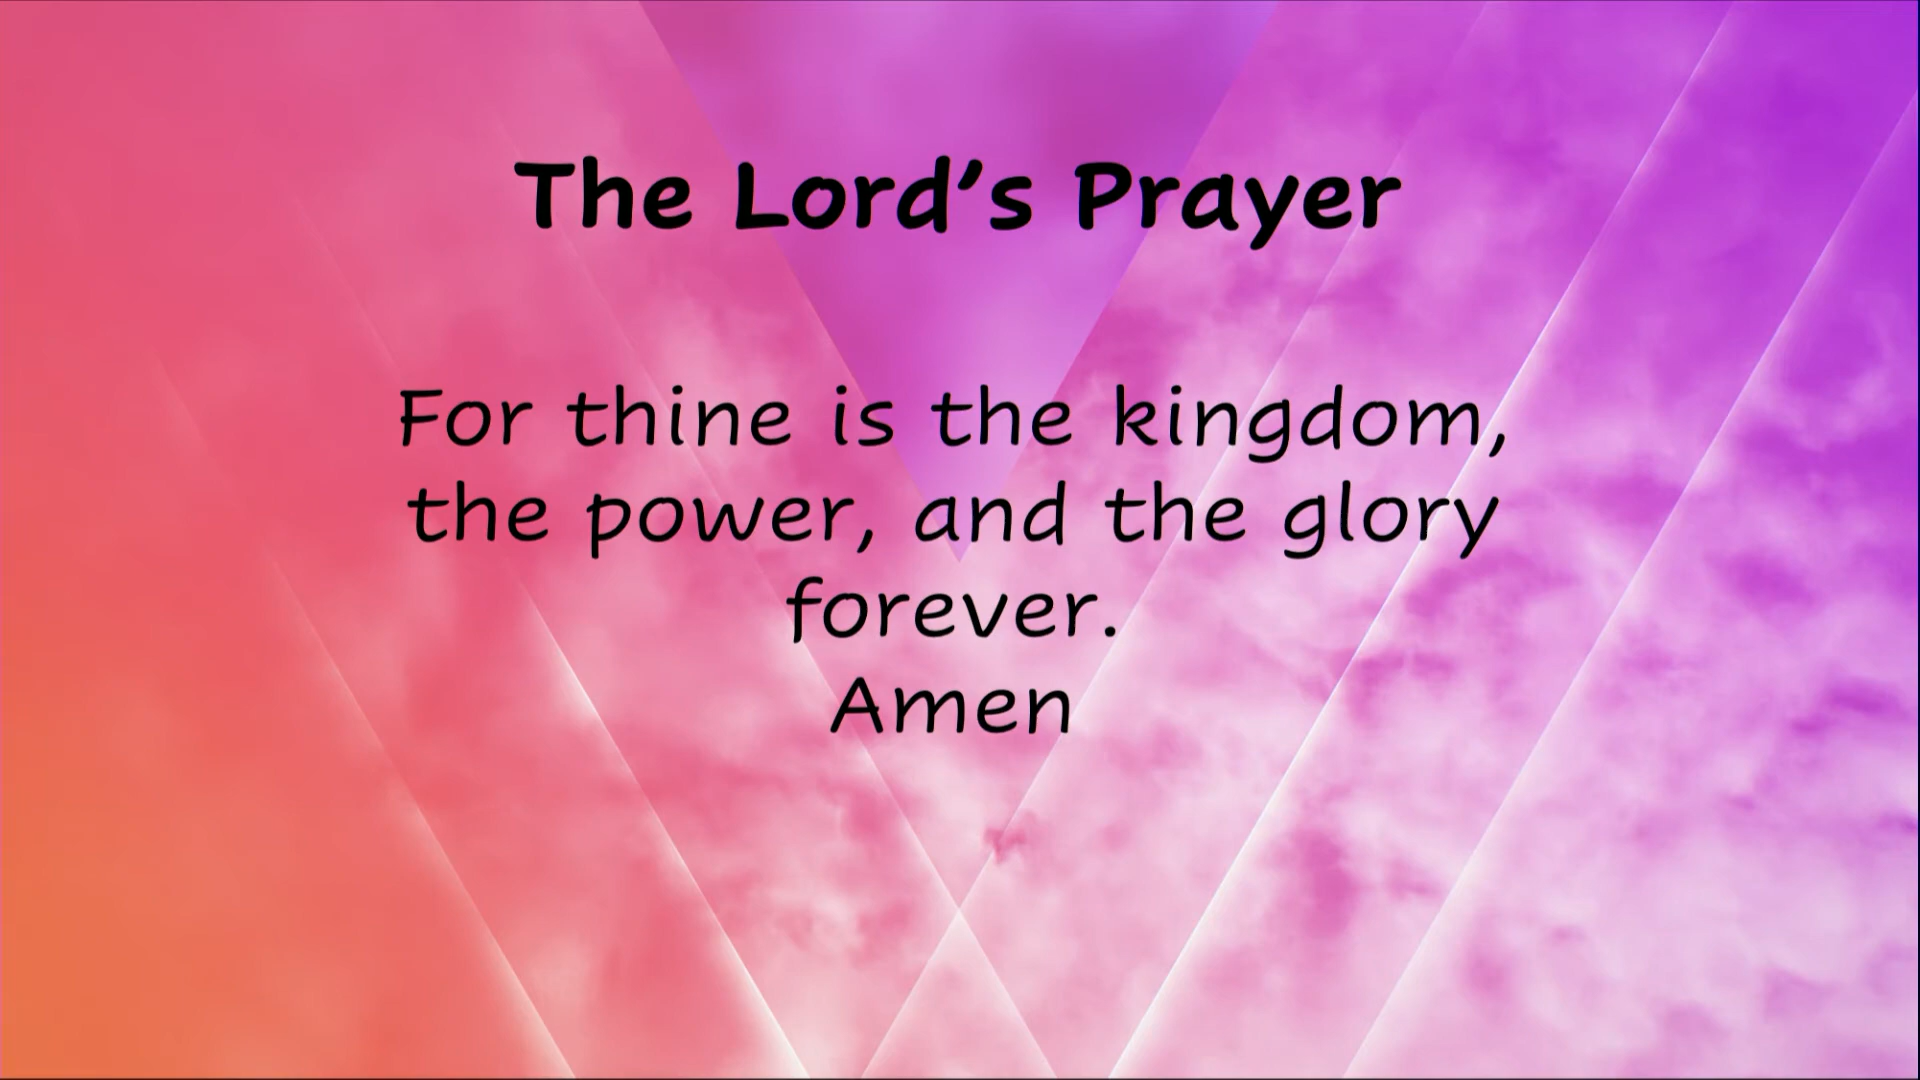 The Lord’s Prayer
For thine is the kingdom,
the power, and the glory
forever.
Amen